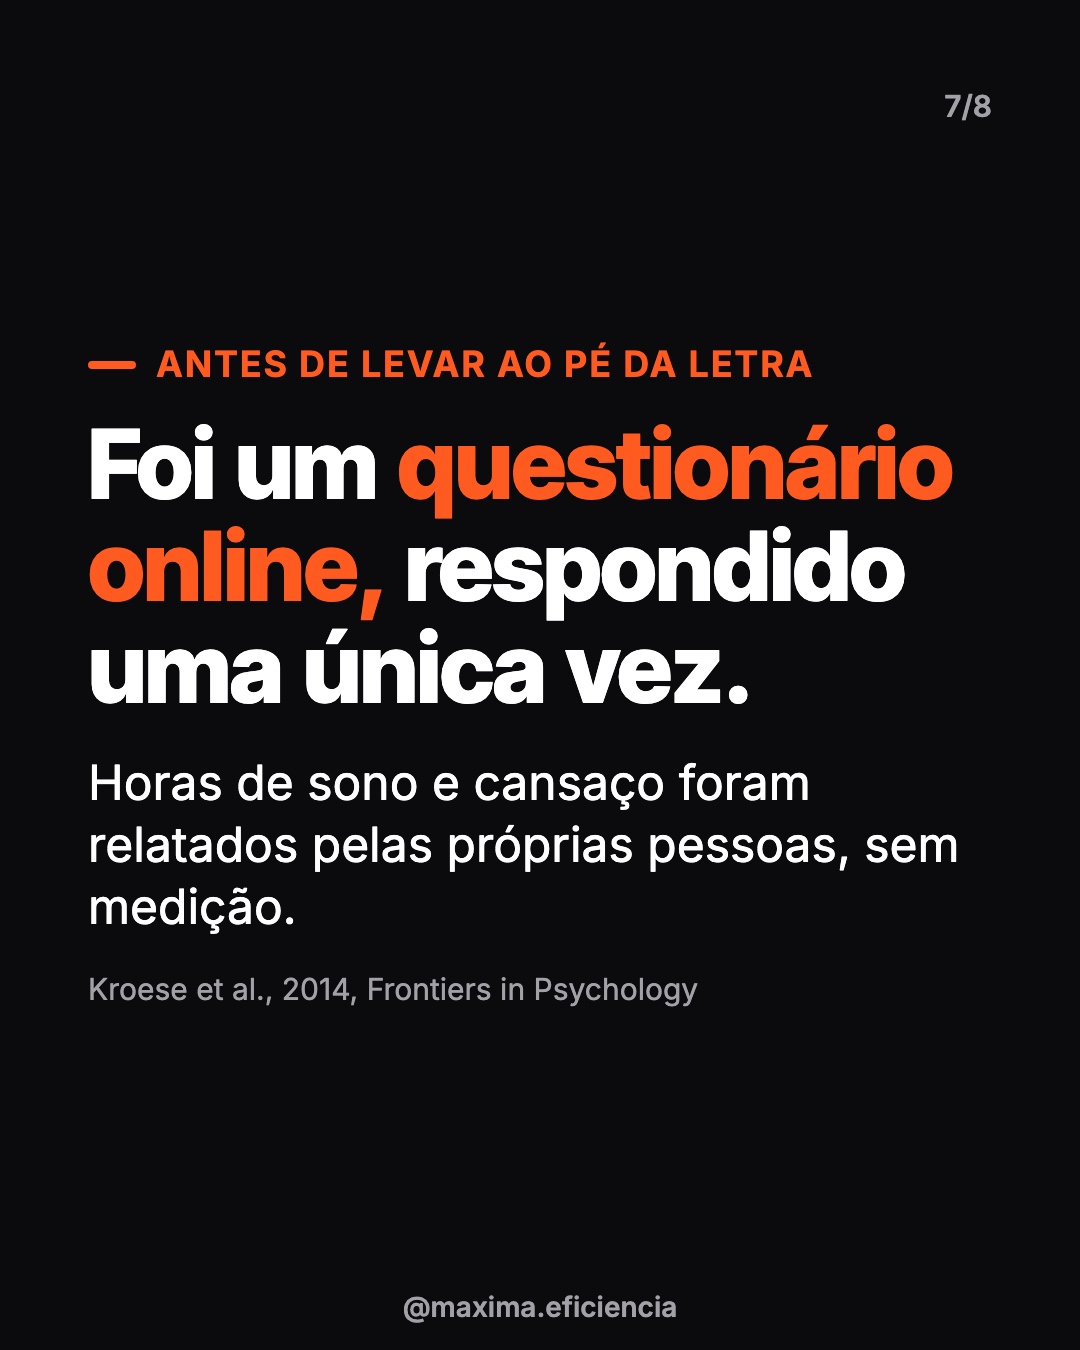 7/8
ANTES DE LEVAR AO PÉ DA LETRA
Foi um questionário
online, respondido
uma única vez.
Horas de sono e cansaço foram
relatados pelas próprias pessoas, sem
medição.
Kroese et al., 2014, Frontiers in Psychology
@maxima.eficiencia